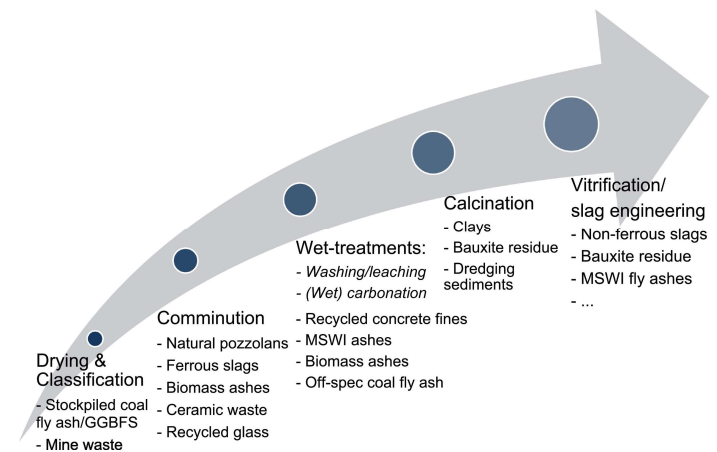 Drying &
Classification
- Stockpiled coal
fly ash/GGBFS
- Mine waste
Comminution
- Natural pozzolans
- Ferrous slags
- Biomass ashes
- Ceramic waste
- Recycled glass
Wet-treatments:
- Washing/leaching
- (Wet) carbonation
- Recycled concrete fines
- MSWI ashes
- Biomass ashes
- Off-spec coal fly ash
Calcination
- Clays
- Bauxite residue
- Dredging
sediments
Vitrification/
slag engineering
- Non-ferrous slags
- Bauxite residue
- MSWI fly ashes
- ...